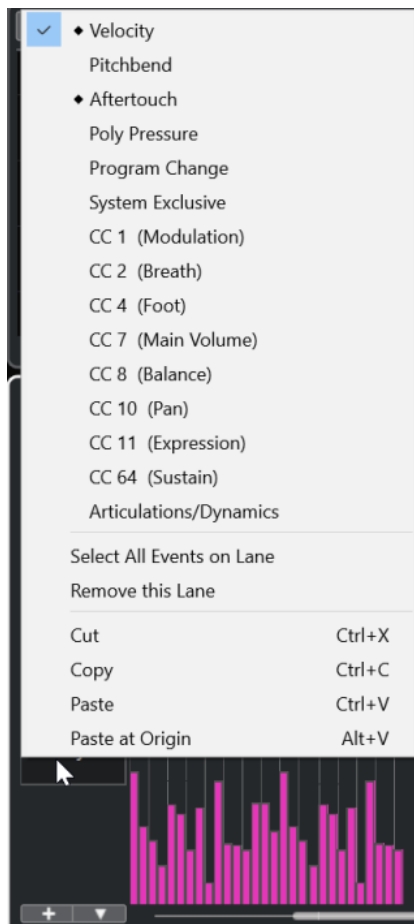 Velocity
Pitchbend
Aftertouch
Poly Pressure
Program Change
System Exclusive
CC 1 (Modulation)
CC 2 (Breath)
CC 4 (Foot)
CC 7 (Main Volume)
CC 8 (Balance)
CC 10 (Pan)
CC 11 (Expression)
CC 64 (Sustain)
Articulations/Dynamics
Select All Events on Lane
Remove this Lane
Cut Ctrl+X
Copy Ctrl+C
Paste Ctrl+V
Paste at Origin Alt+V